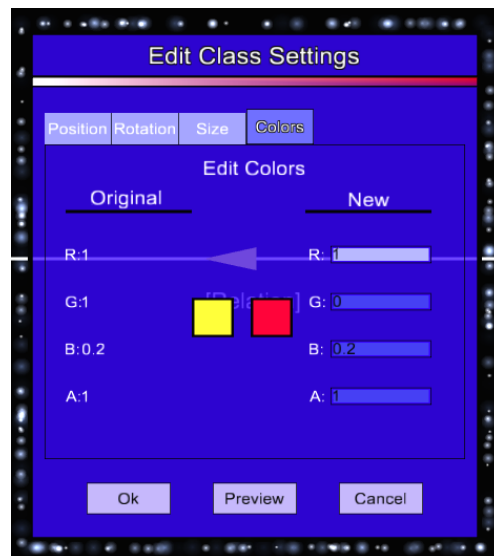 Edit Class Settings
Position Rotation Size Colors
Edit Colors
Original New
R:1 R: 1
[Relation]
G:1 G: 0
B:0.2 B: 0.2
A:1 A: 1
Ok Preview Cancel